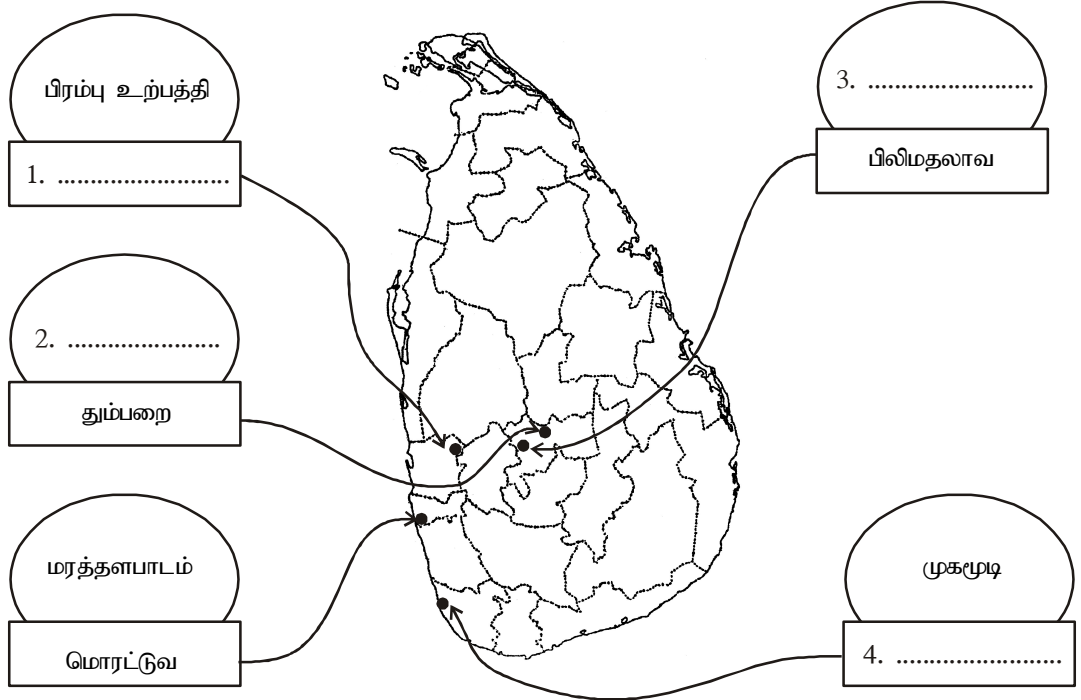 பிரம்பு உற்பத்தி
1. ...........................
2. ........................
தும்பறை
மரத்தளபாடம்
மொரட்டுவ
3. ..........................
பிலிமதலாவ
முகமூடி
4. ..........................